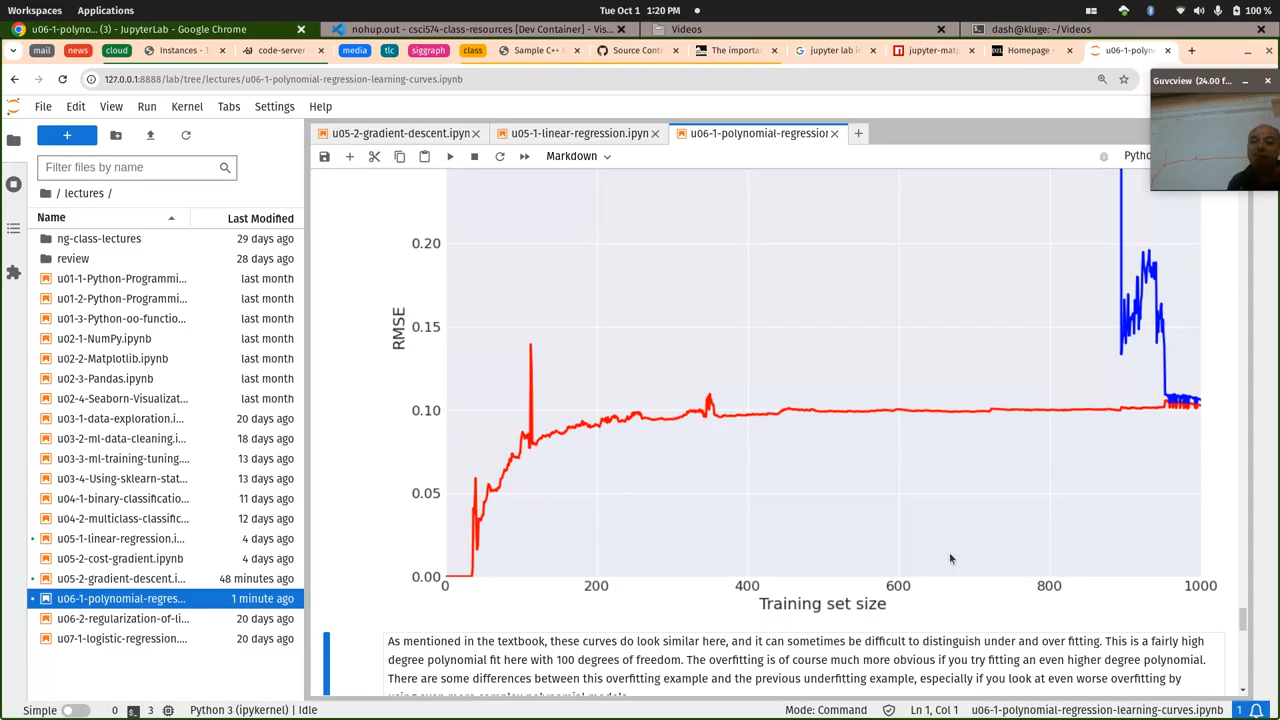 Workspaces Applications
Tue Oct 1 1:20 PM
100 %
u06-1-polyno... (3) - JupyterLab - Google Chrome
nohup.out - csci574-class-resources [Dev Container] - Visual S...
Videos
dash@kluge: ~/Videos
mail
news
cloud
Instances -
code-server
media
tlc
siggraph
class
Sample C++
Source Contr
The importa
jupyter lab i
jupyter-mat
Homepage -
u06-1-polyn
127.0.0.1:8888/lab/tree/lectures/u06-1-polynomial-regression-learning-curves.ipynb
Guvcview (24.00 f...
File Edit View Run Kernel Tabs Settings Help
u05-2-gradient-descent.ipyn
u05-1-linear-regression.ipyn
u06-1-polynomial-regression
Markdown
Pytho
Filter files by name
/ lectures /
Name Last Modified
ng-class-lectures 29 days ago
review 28 days ago
u01-1-Python-Programmi... last month
u01-2-Python-Programmi... last month
u01-3-Python-oo-functio... last month
u02-1-NumPy.ipynb last month
u02-2-Matplotlib.ipynb last month
u02-3-Pandas.ipynb last month
u02-4-Seaborn-Visualizat... last month
u03-1-data-exploration.i... 20 days ago
u03-2-ml-data-cleaning.i... 18 days ago
u03-3-ml-training-tuning.... 13 days ago
u03-4-Using-sklearn-stat... 13 days ago
u04-1-binary-classificatio... 11 days ago
u04-2-multiclass-classific... 12 days ago
u05-1-linear-regression.i... 4 days ago
u05-2-cost-gradient.ipynb 4 days ago
u05-2-gradient-descent.i... 48 minutes ago
u06-1-polynomial-regres... 1 minute ago
u06-2-regularization-of-li... 20 days ago
u07-1-logistic-regression.... 20 days ago
0.20
0.15
0.10
0.05
0.00
RMSE
0 200 400 600 800 1000
Training set size
As mentioned in the textbook, these curves do look similar here, and it can sometimes be difficult to distinguish under and over fitting. This is a fairly high
degree polynomial fit here with 100 degrees of freedom. The overfitting is of course much more obvious if you try fitting an even higher degree polynomial.
There are some differences between this overfitting example and the previous underfitting example, especially if you look at even worse overfitting by
Simple 0 3 Python 3 (ipykernel) | Idle
Mode: Command Ln 1, Col 1 u06-1-polynomial-regression-learning-curves.ipynb 1